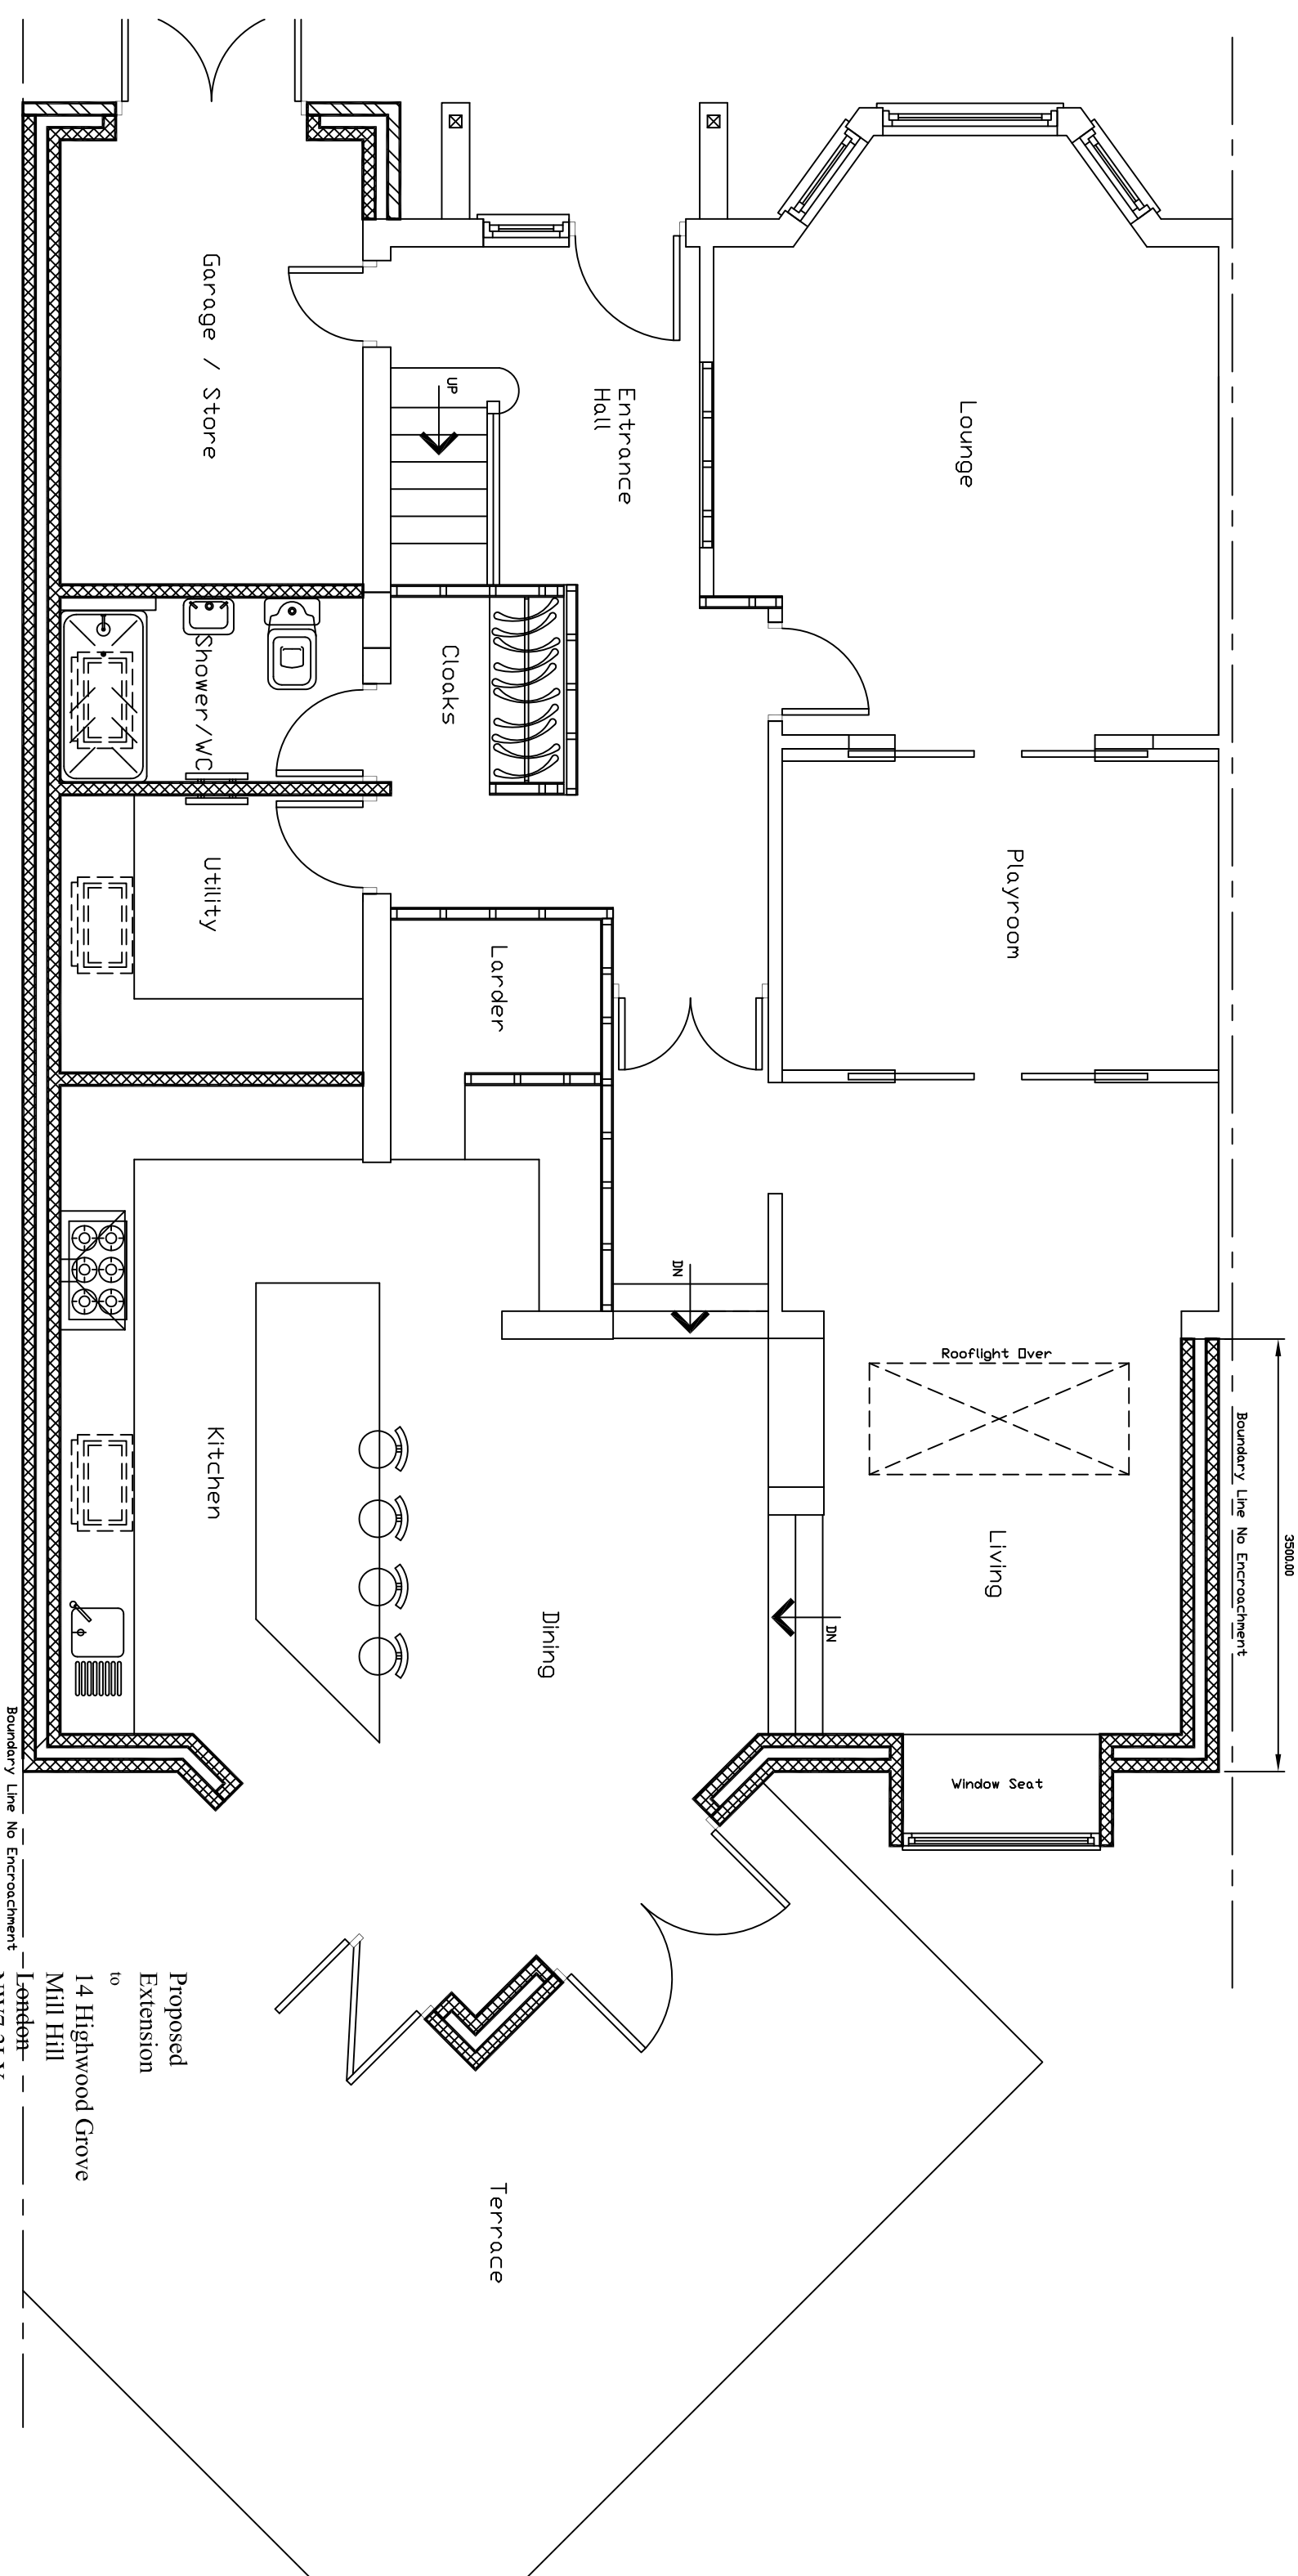 3500.00
Boundary Line No Encroachment
Lounge
Playroom
Rooflight Over
Living
Window Seat
DN
DN
Entrance
Hall
UP
Cloaks
Larder
Dining
Terrace
Garage / Store
Shower/WC
Utility
Kitchen
Proposed
Extension
to
14 Highwood Grove
Mill Hill
London
Boundary Line No Encroachment